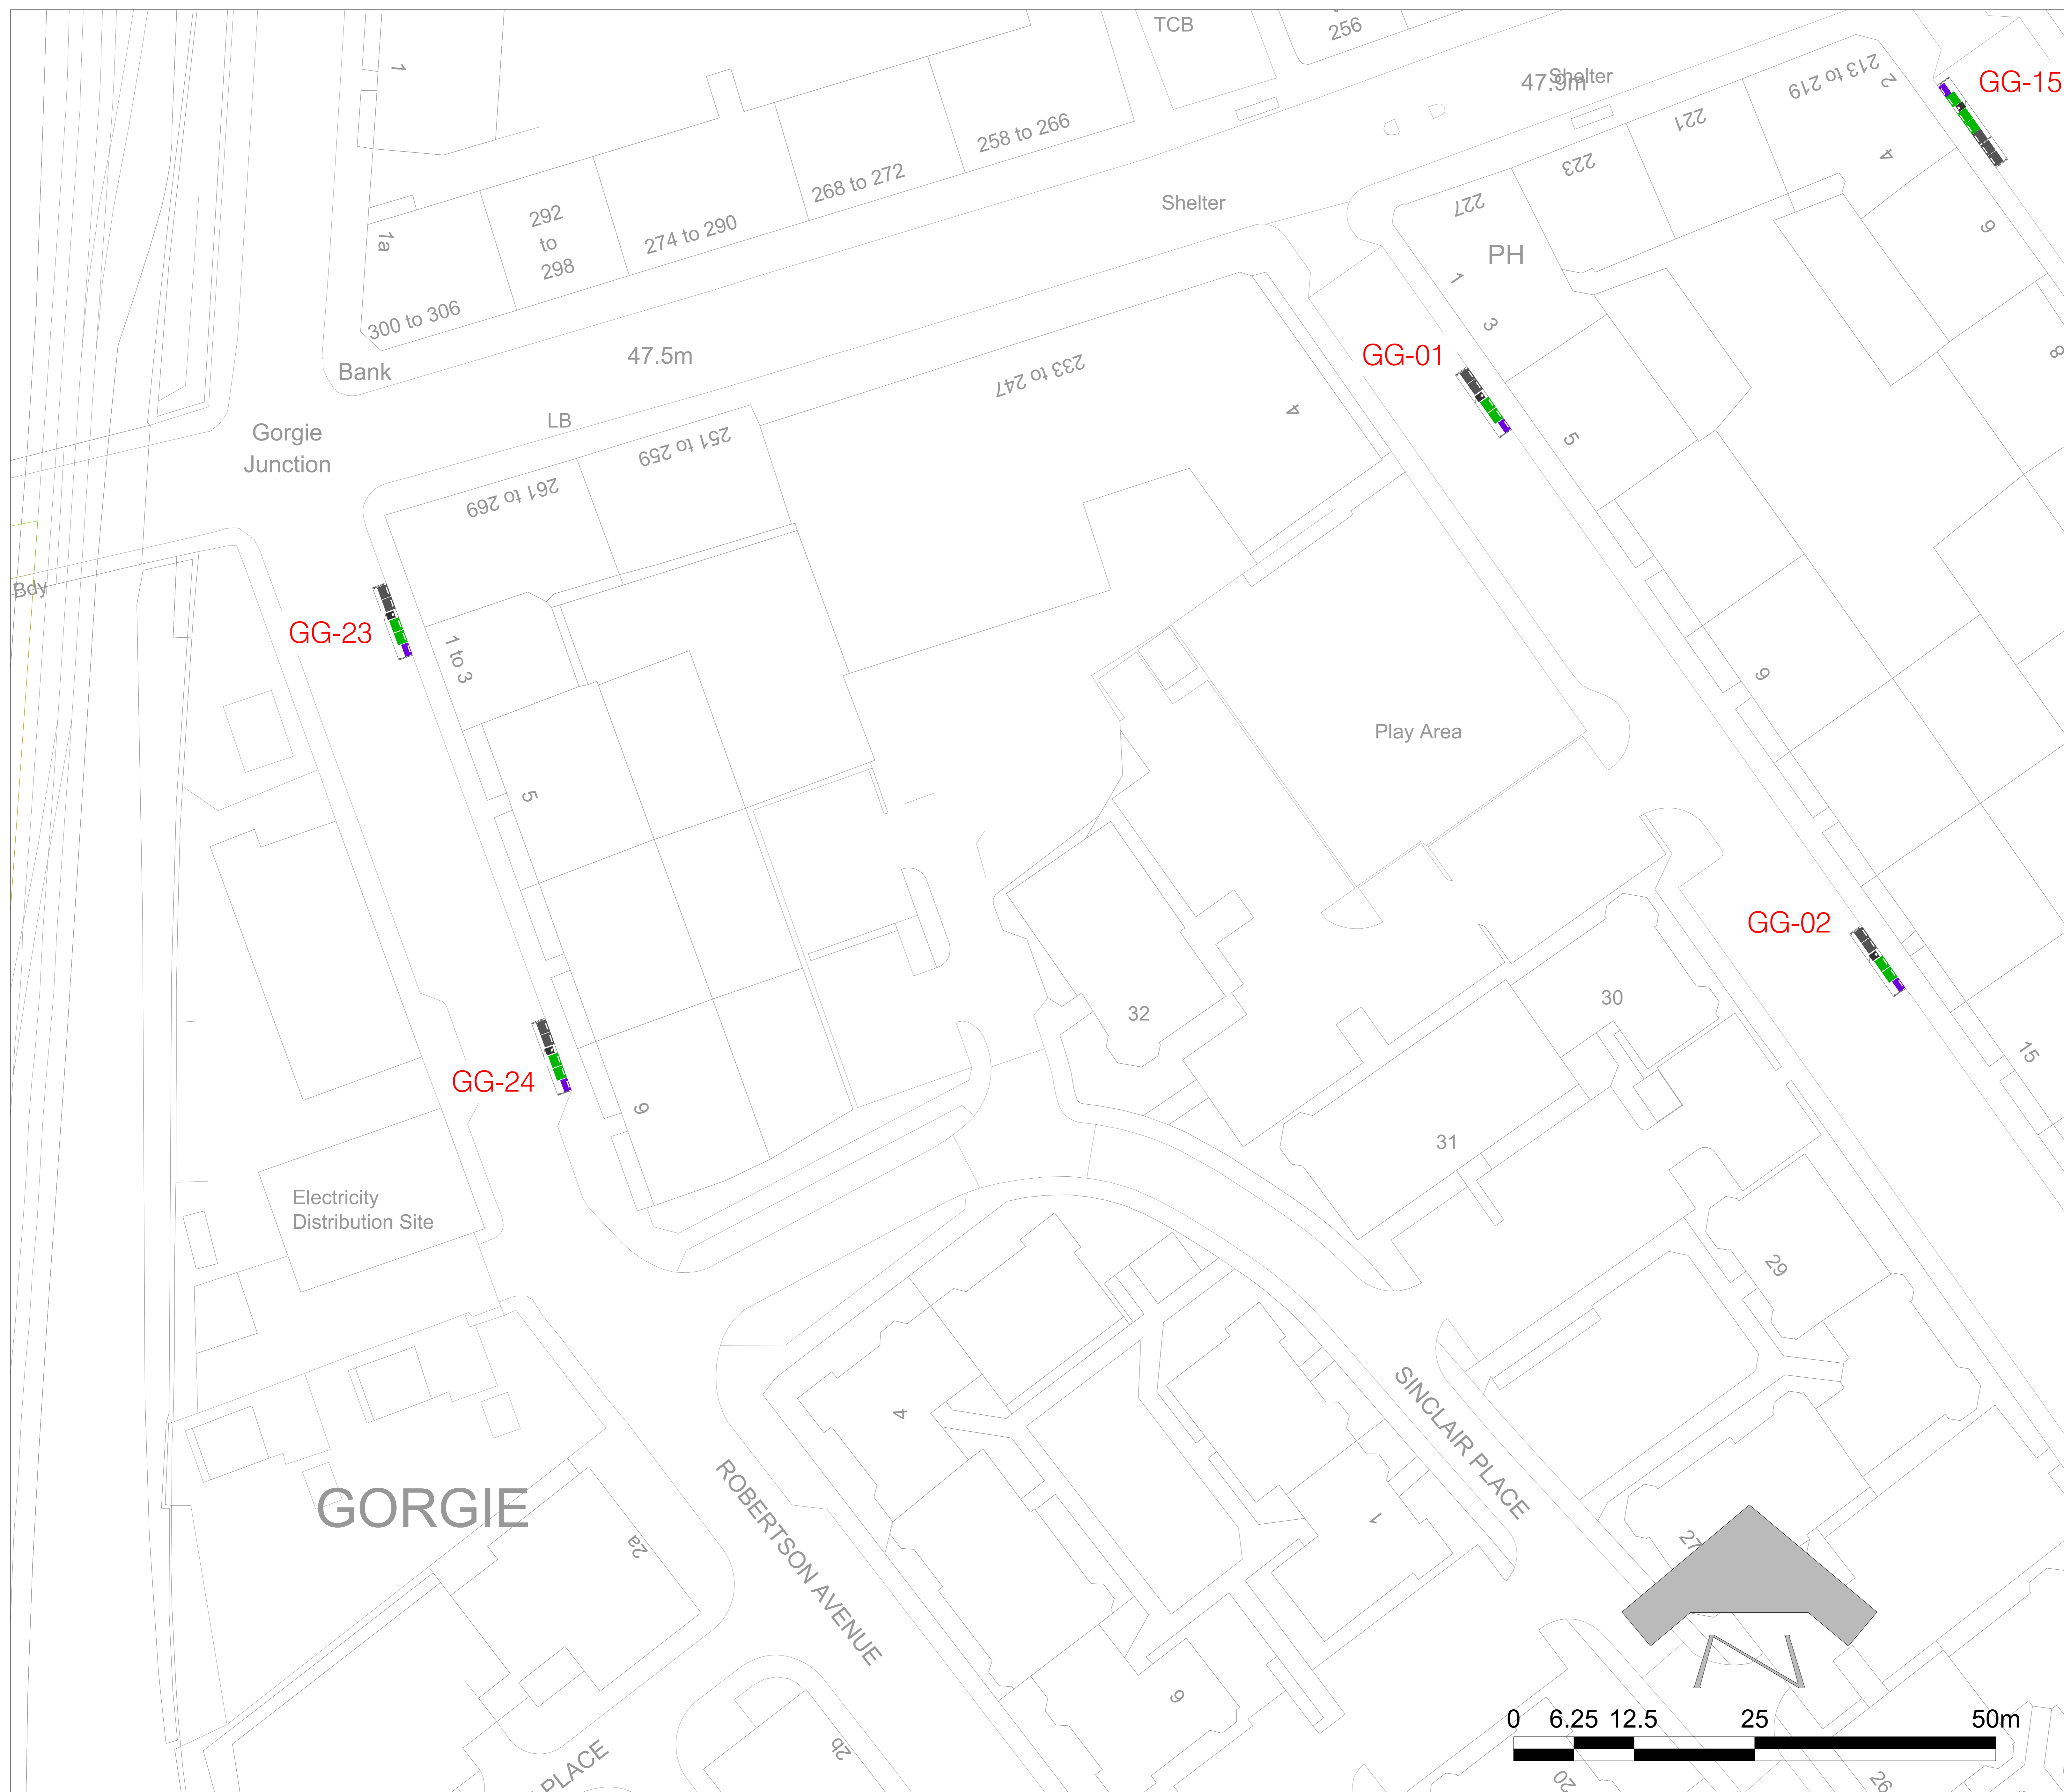 TCB
256
47.9m
Shelter
213 to 219
2
GG-15
1
258 to 266
221
4
268 to 272
223
292
to
298
Shelter
227
6
274 to 290
1a
PH
300 to 306
1
3
8
47.5m
GG-01
Bank
233 to 247
4
LB
Gorgie
Junction
251 to 259
5
261 to 269
Bdy
GG-23
1 to 3
9
Play Area
5
GG-02
30
32
15
GG-24
9
31
Electricity
Distribution Site
29
SINCLAIR PLACE
4
ROBERTSON AVENUE
GORGIE
1
27
2a
N
6
0 6.25 12.5 25 50m
2b
PLACE
20
26